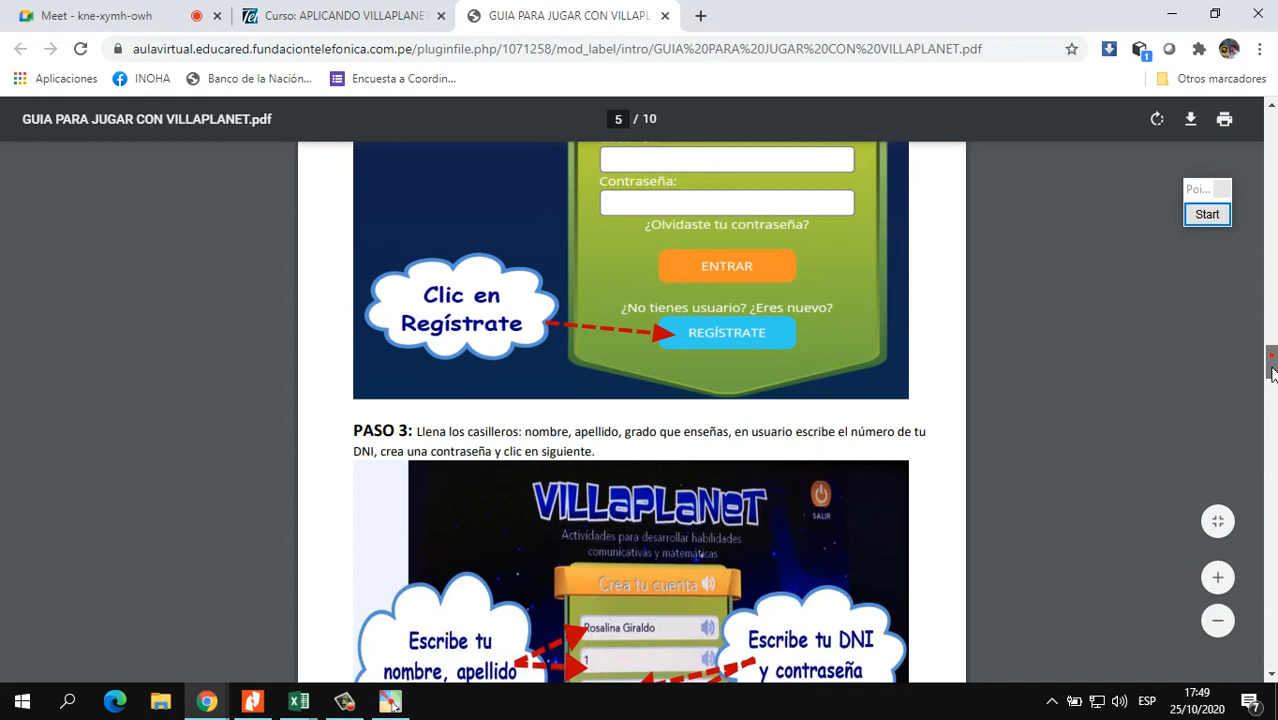 Meet - kne-xymh-owh
Curso: APLICANDO VILLAPLANET
GUIA PARA JUGAR CON VILLAPL
aulavirtual.educared.fundaciontelefonica.com.pe/pluginfile.php/1071258/mod_label/intro/GUIA%20PARA%20JUGAR%20CON%20VILLAPLANET.pdf
Aplicaciones
INOHA
Banco de la Nación...
Encuesta a Coordin...
Otros marcadores
GUIA PARA JUGAR CON VILLAPLANET.pdf
5 / 10
Poi...
Start
Contraseña:
¿Olvidaste tu contraseña?
ENTRAR
¿No tienes usuario? ¿Eres nuevo?
REGÍSTRATE
Clic en
Regístrate
PASO 3: Llena los casilleros: nombre, apellido, grado que enseñas, en usuario escribe el número de tu
DNI, crea una contraseña y clic en siguiente.
VILLAPLANET
SALIR
Actividades para desarrollar habilidades
comunicativas y matemáticas
Crea tu cuenta
Rosalina Giraldo
1
Escribe tu
nombre, apellido
Escribe tu DNI
y contraseña
ESP
17:49
25/10/2020
7